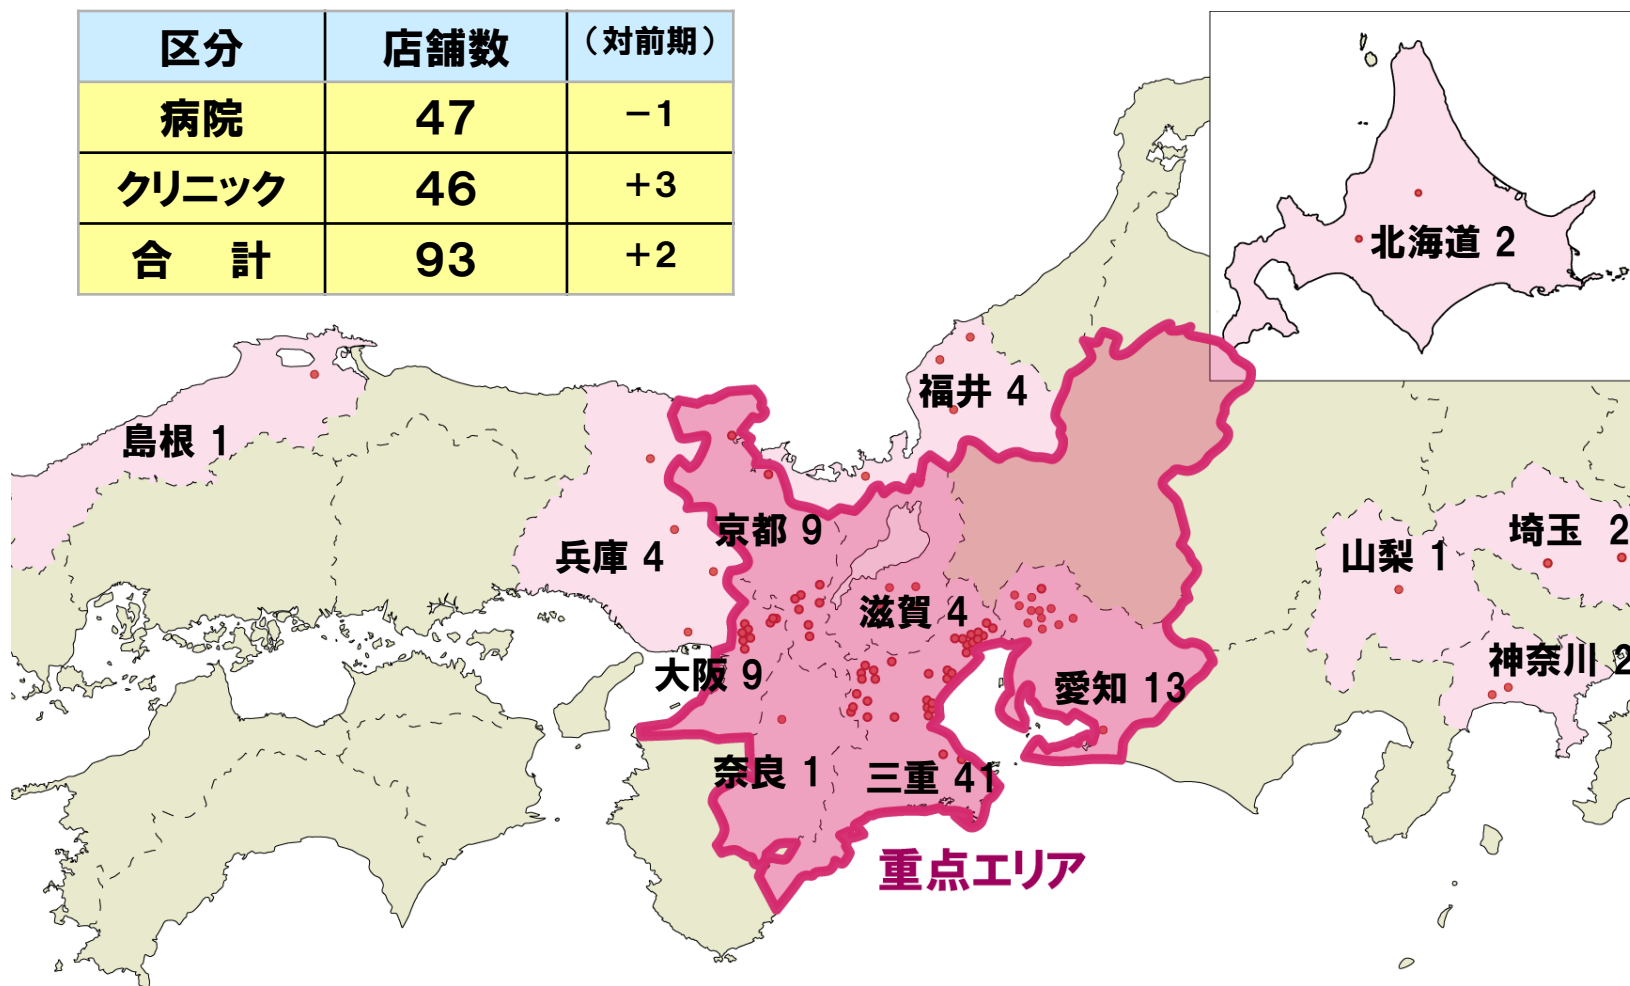 区分 店舗数 （対前期）
病院 47 －1
クリニック 46 ＋3
合　計 93 ＋2
北海道 2
福井 4
島根 1
京都 9
兵庫 4
埼玉 2
山梨 1
滋賀 4
神奈川 2
大阪 9
愛知 13
奈良 1
三重 41
重点エリア